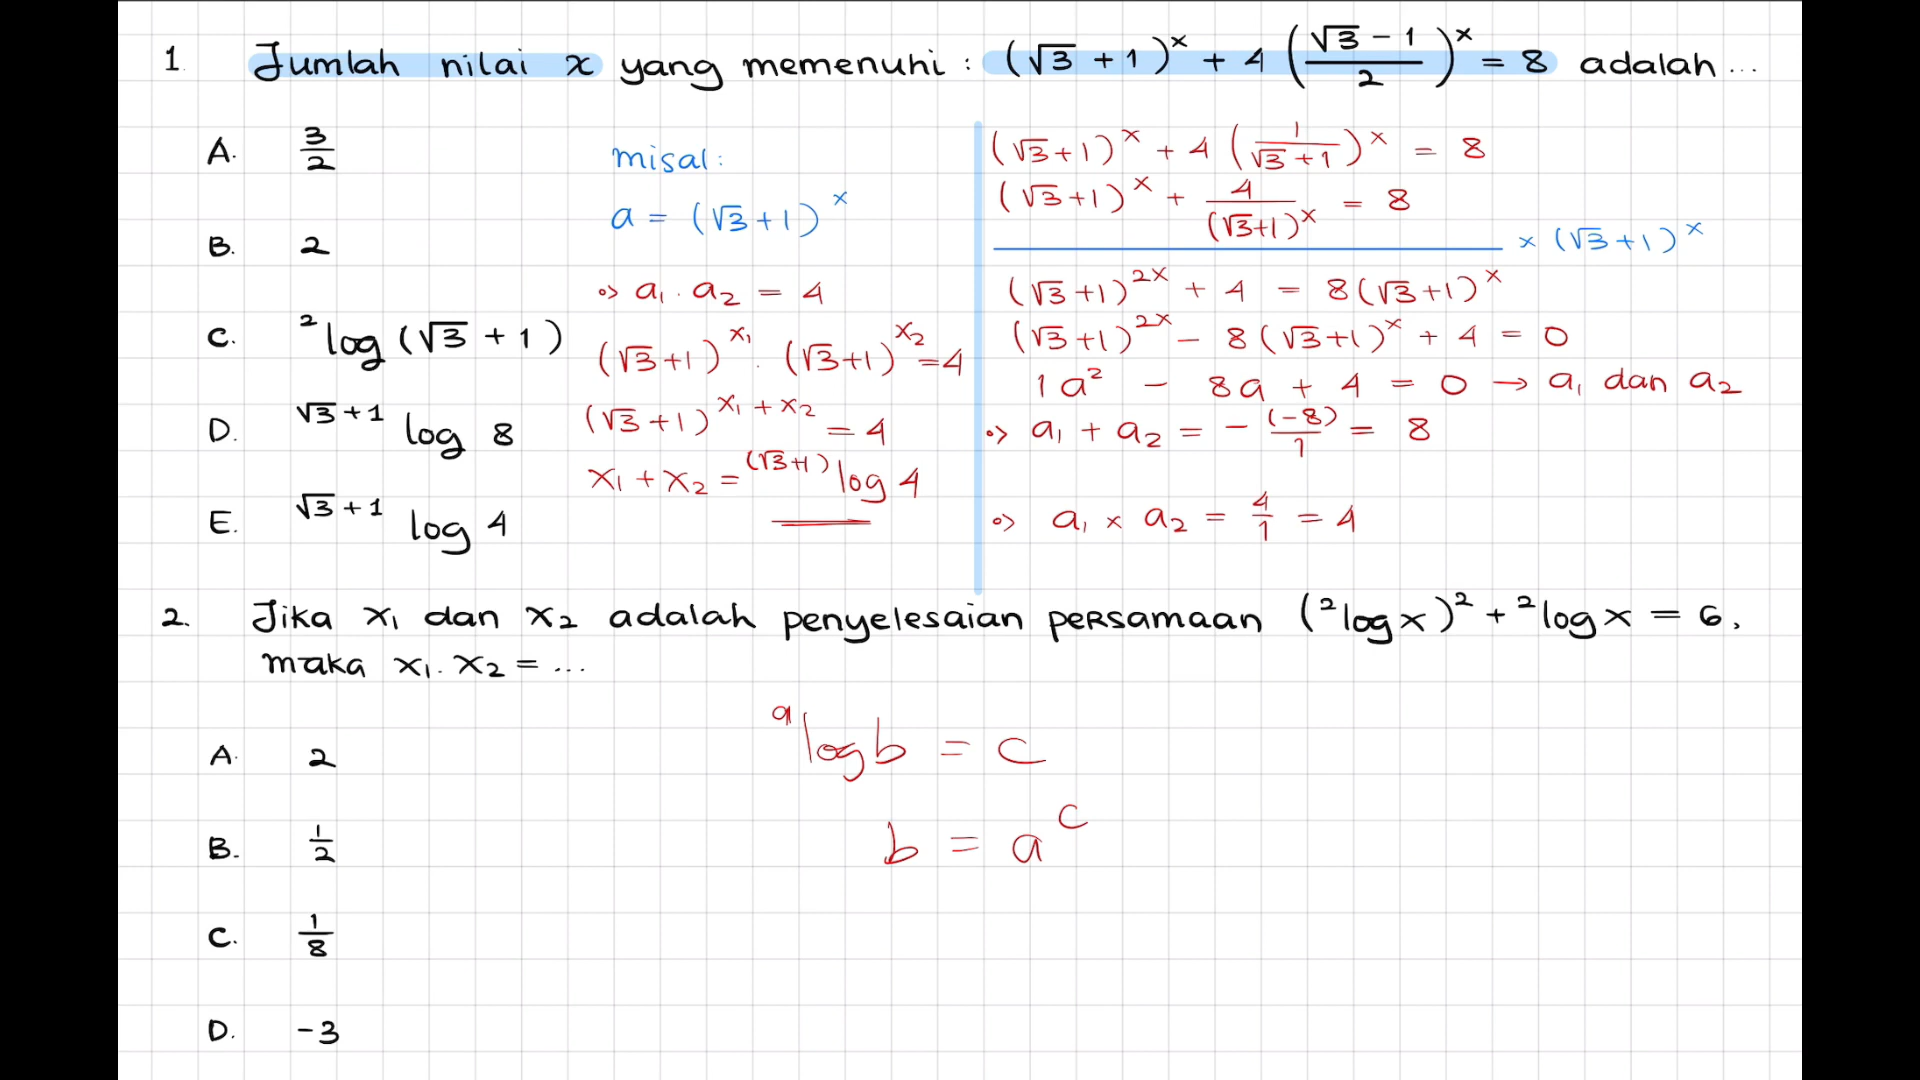 1. Jumlah nilai x yang memenuhi : (√3 + 1)^x + 4 ((√3 - 1)/2)^x = 8 adalah ...
A. 3/2
B. 2
C. ²log (√3 + 1)
D. ^(√3 + 1) log 8
E. ^(√3 + 1) log 4
misal:
a = (√3 + 1)^x
∘> a₁ . a₂ = 4
(√3+1)^x₁ . (√3+1)^x₂ = 4
(√3+1)^(x₁ + x₂) = 4
x₁ + x₂ = ^(√3+1) log 4
(√3+1)^x + 4 (1/(√3+1))^x = 8
(√3+1)^x + 4/(√3+1)^x = 8
× (√3+1)^x
(√3+1)^2x + 4 = 8(√3+1)^x
(√3+1)^2x - 8(√3+1)^x + 4 = 0
1a² - 8a + 4 = 0 → a₁ dan a₂
∘> a₁ + a₂ = - (-8)/1 = 8
∘> a₁ × a₂ = 4/1 = 4
2. Jika x₁ dan x₂ adalah penyelesaian persamaan (²log x)² + ²log x = 6,
maka x₁ . x₂ = ...
A. 2
B. 1/2
C. 1/8
D. -3
^a log b = c
b = a^c